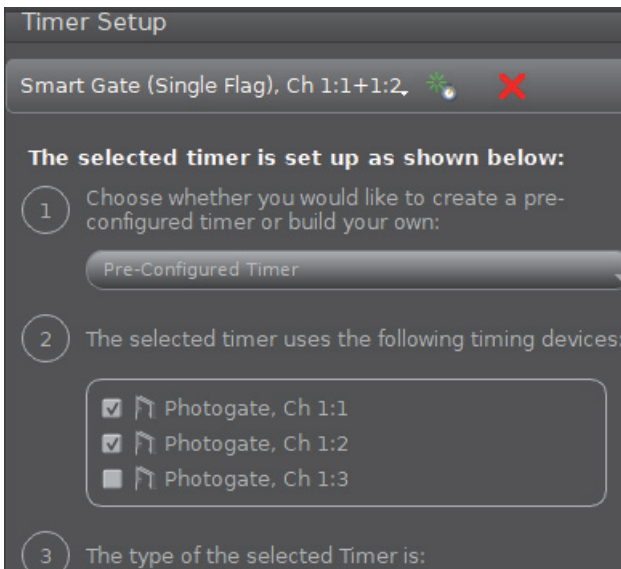 Timer Setup
Smart Gate (Single Flag), Ch 1:1+1:2
The selected timer is set up as shown below:
1
Choose whether you would like to create a pre-
configured timer or build your own:
Pre-Configured Timer
2
The selected timer uses the following timing devices:
Photogate, Ch 1:1
Photogate, Ch 1:2
Photogate, Ch 1:3
3
The type of the selected Timer is: